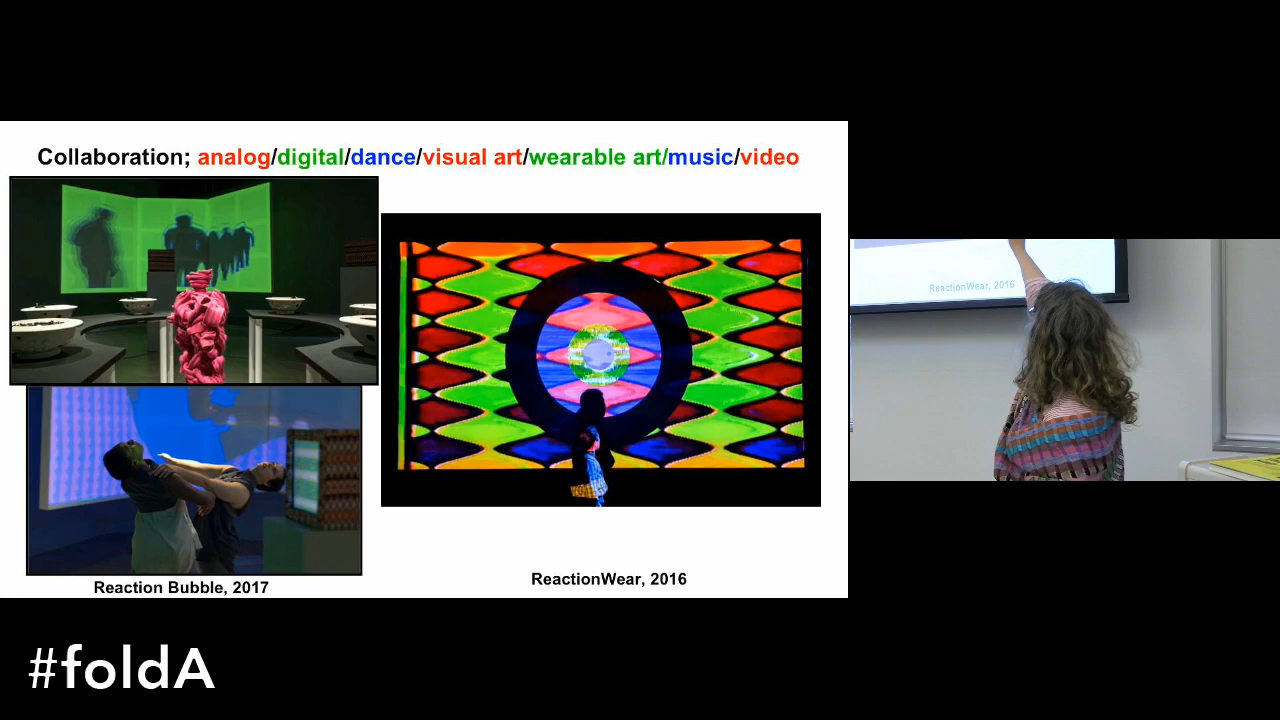 Collaboration; analog/digital/dance/visual art/wearable art/music/video
Reaction Bubble, 2017
ReactionWear, 2016
ReactionWear, 2016
#foldA